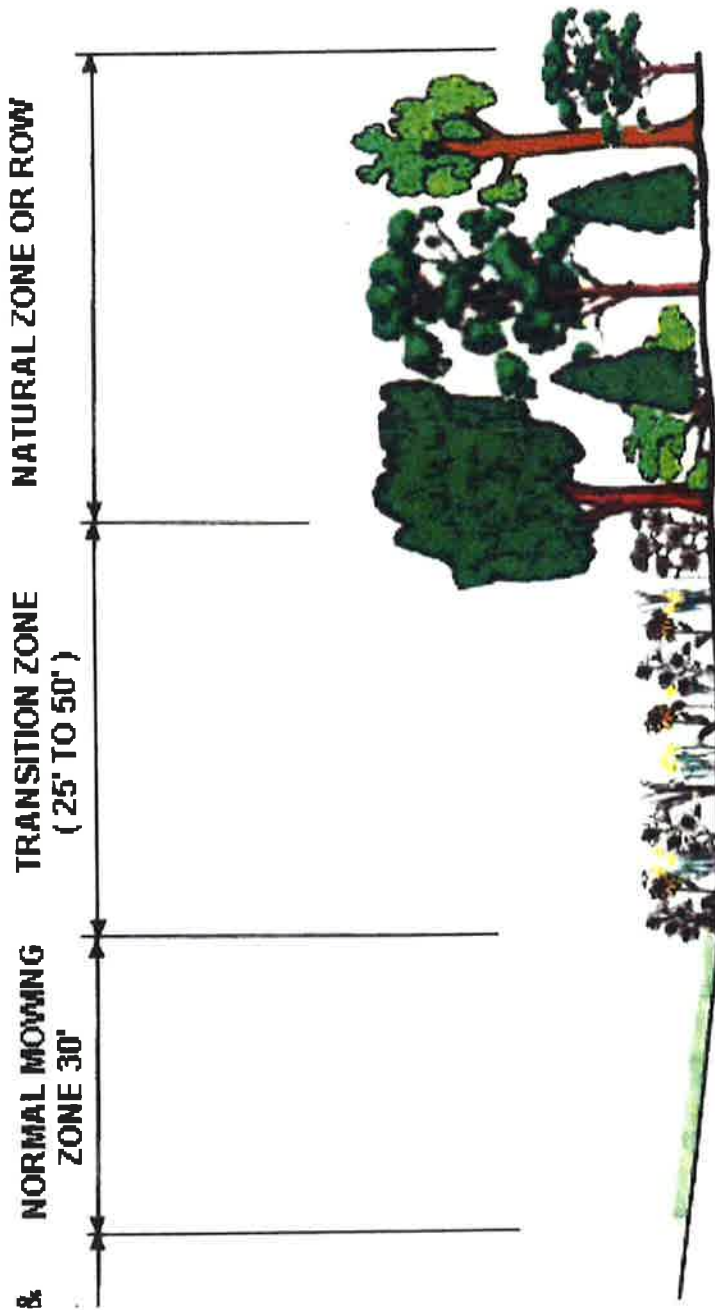 &
NORMAL MOWING
ZONE 30'
TRANSITION ZONE
( 25' TO 50' )
NATURAL ZONE OR ROW